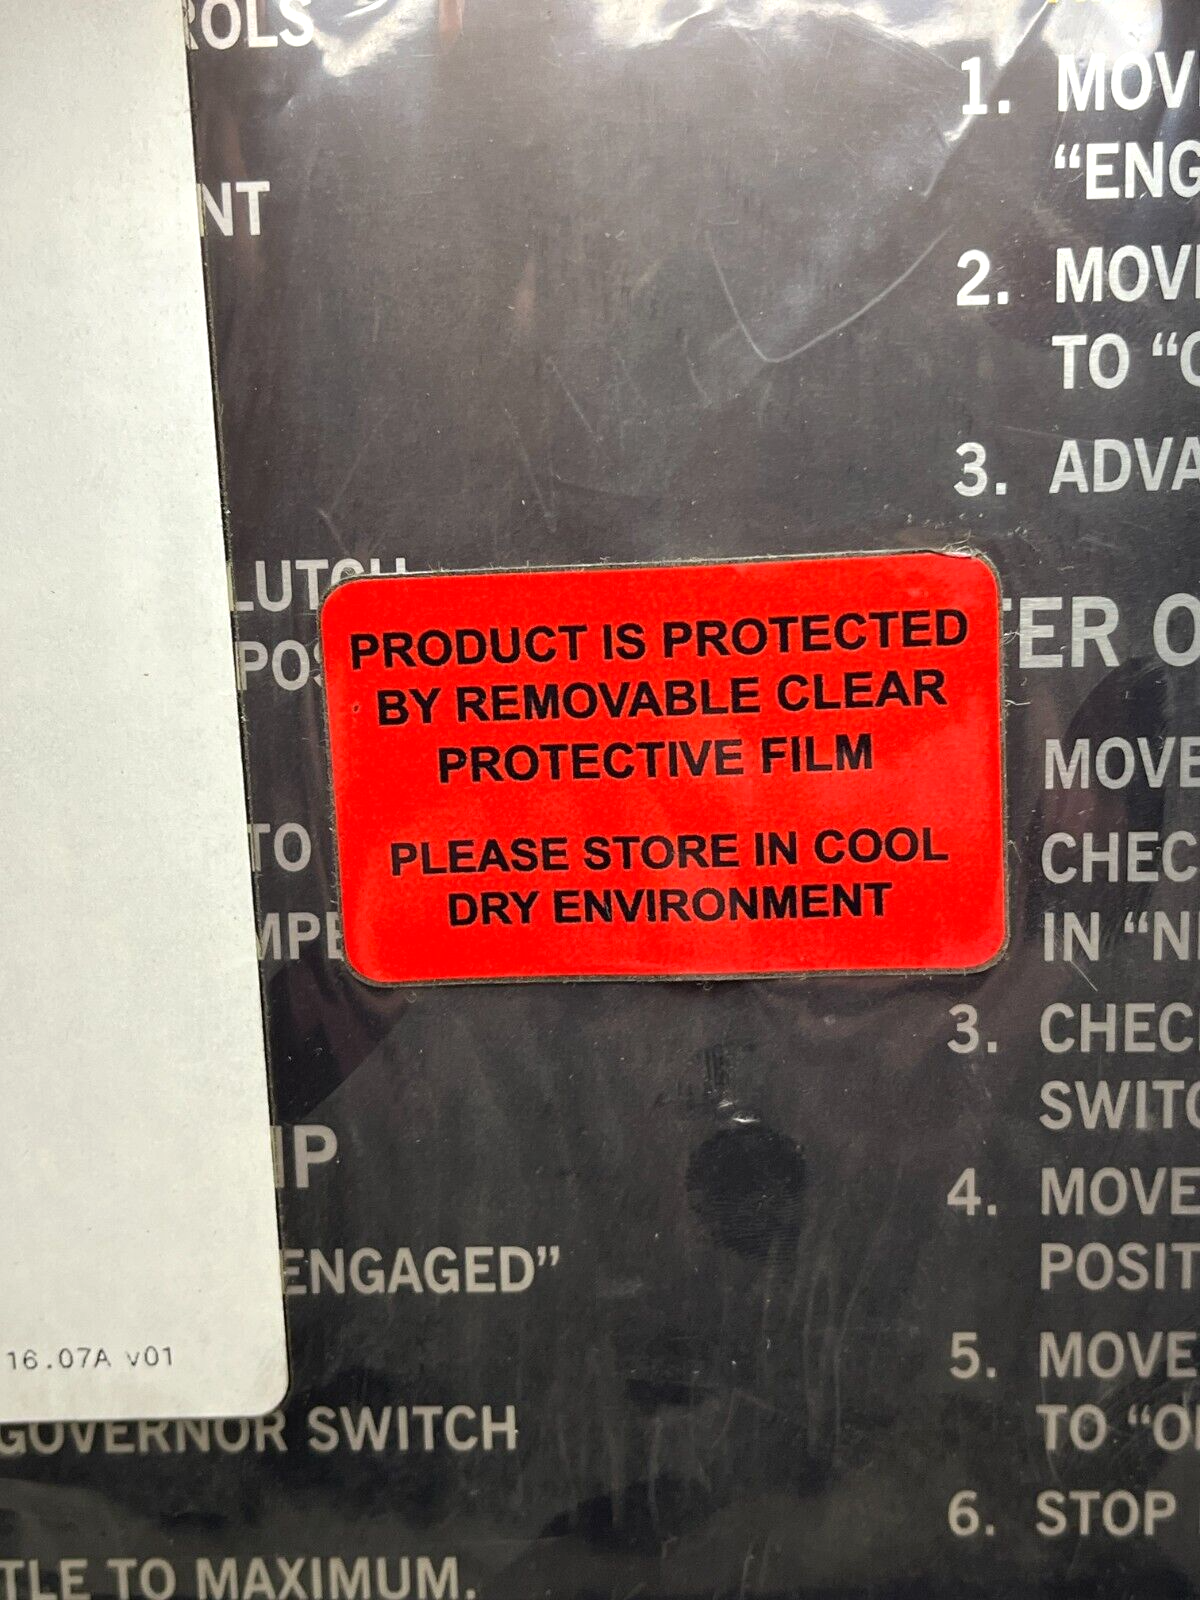 ROLS
NT
LUTCH
POS
TO
MPE
IP
ENGAGED”
16.07A v01
GOVERNOR SWITCH
TLE TO MAXIMUM.
PRODUCT IS PROTECTED
BY REMOVABLE CLEAR
PROTECTIVE FILM
PLEASE STORE IN COOL
DRY ENVIRONMENT
1. MOV
“ENG
2. MOV
TO “
3. ADVA
TER O
MOVE
CHEC
IN “N
3. CHEC
SWITC
4. MOVE
POSIT
5. MOVE
TO “O
6. STOP